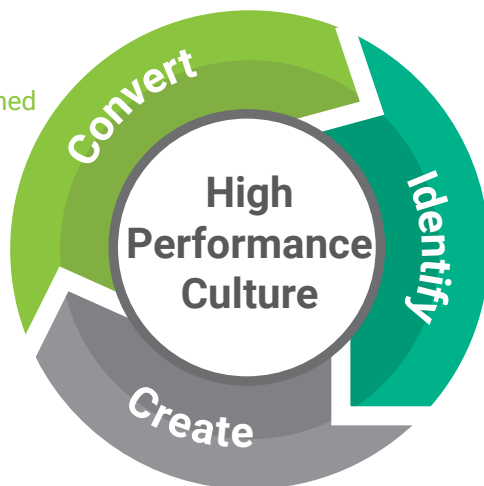 Convert
Identify
High
Performance
Culture
Create